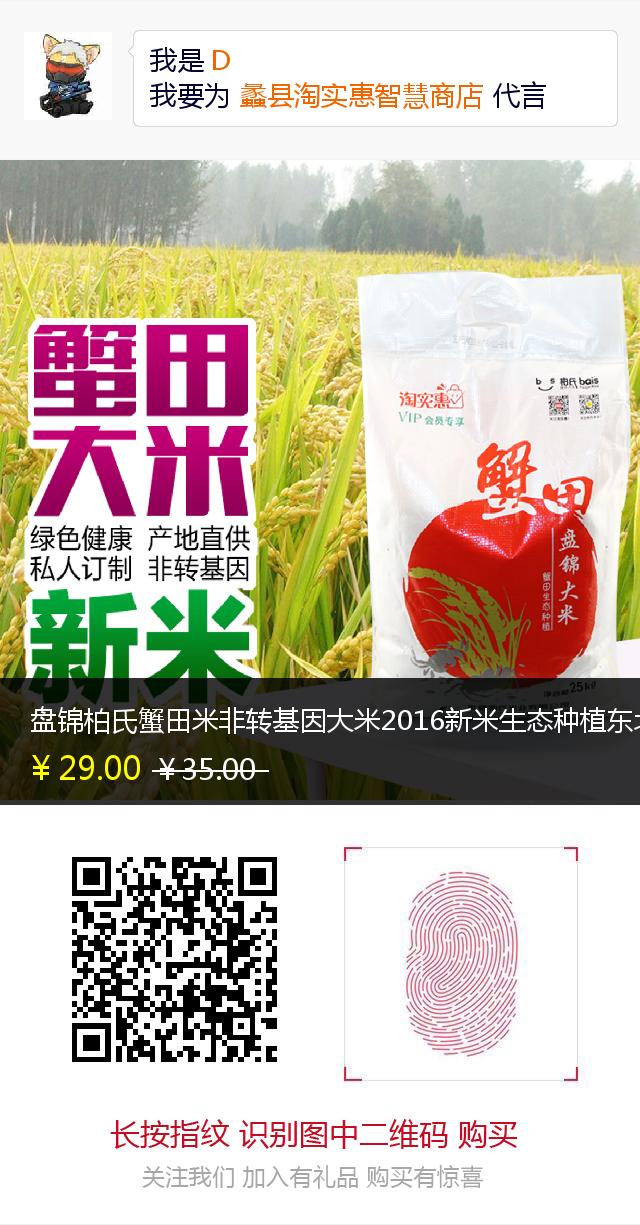 我是 D
我要为 蠡县淘实惠智慧商店 代言
蟹田
大米
绿色健康 产地直供
私人订制 非转基因
新米
淘实惠
VIP 会员专享
柏氏 bais
蟹田
盘锦大米
蟹田生态种植
净含量 25kg
盘锦柏氏蟹田米非转基因大米2016新米生态种植东
¥ 29.00 ¥ 35.00
长按指纹 识别图中二维码 购买
关注我们 加入有礼品 购买有惊喜